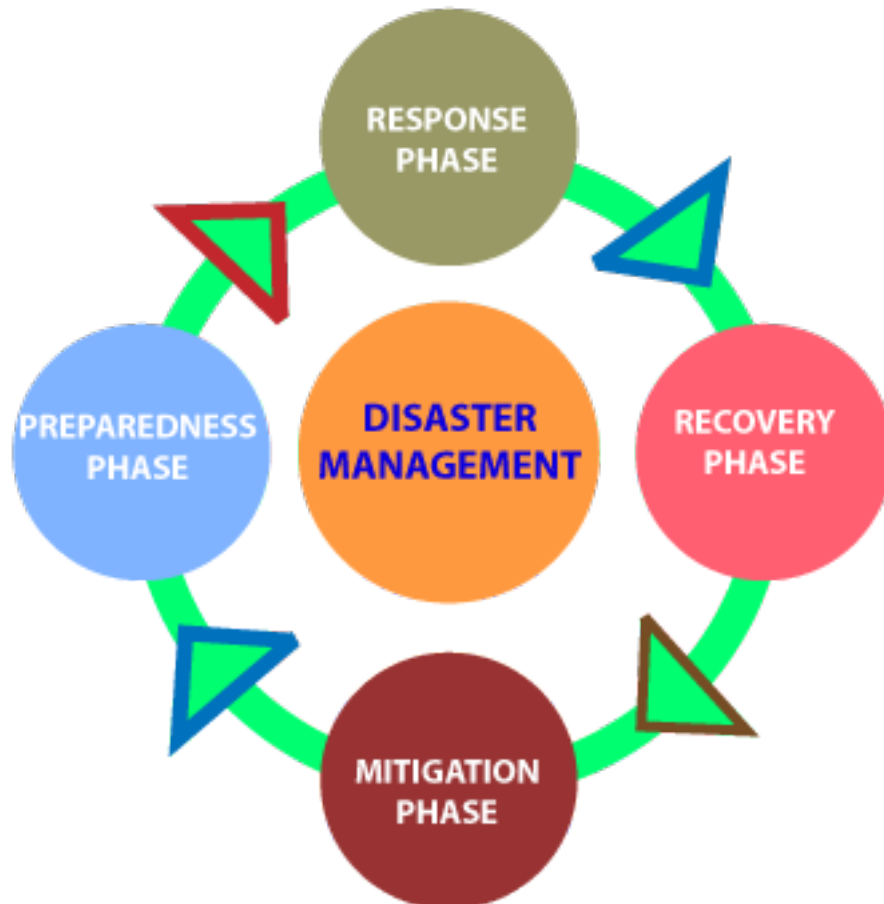 RESPONSE
PHASE
PREPAREDNESS
PHASE
DISASTER
MANAGEMENT
RECOVERY
PHASE
MITIGATION
PHASE